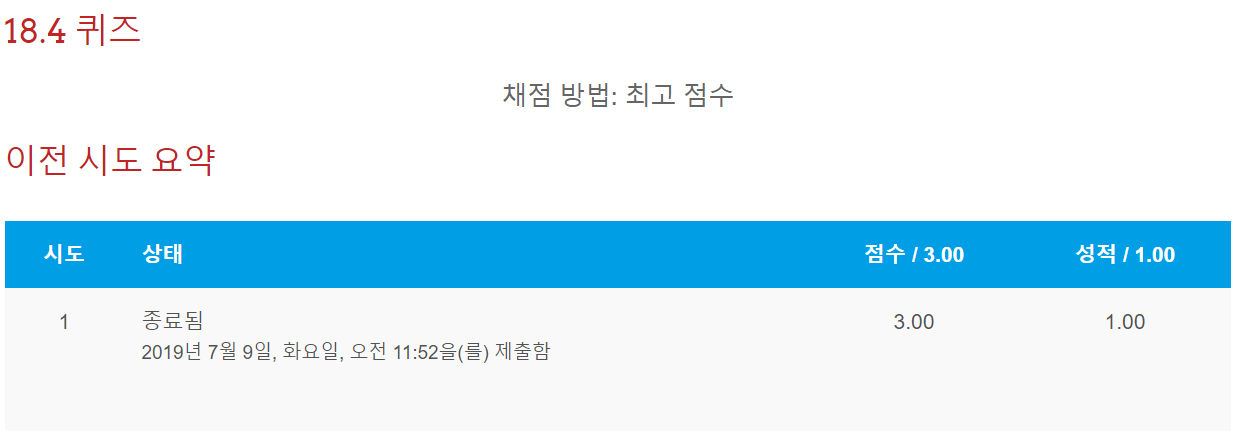 18.4 퀴즈
채점 방법: 최고 점수
이전 시도 요약
시도 상태 점수 / 3.00 성적 / 1.00
1 종료됨 3.00 1.00
2019년 7월 9일, 화요일, 오전 11:52을(를) 제출함